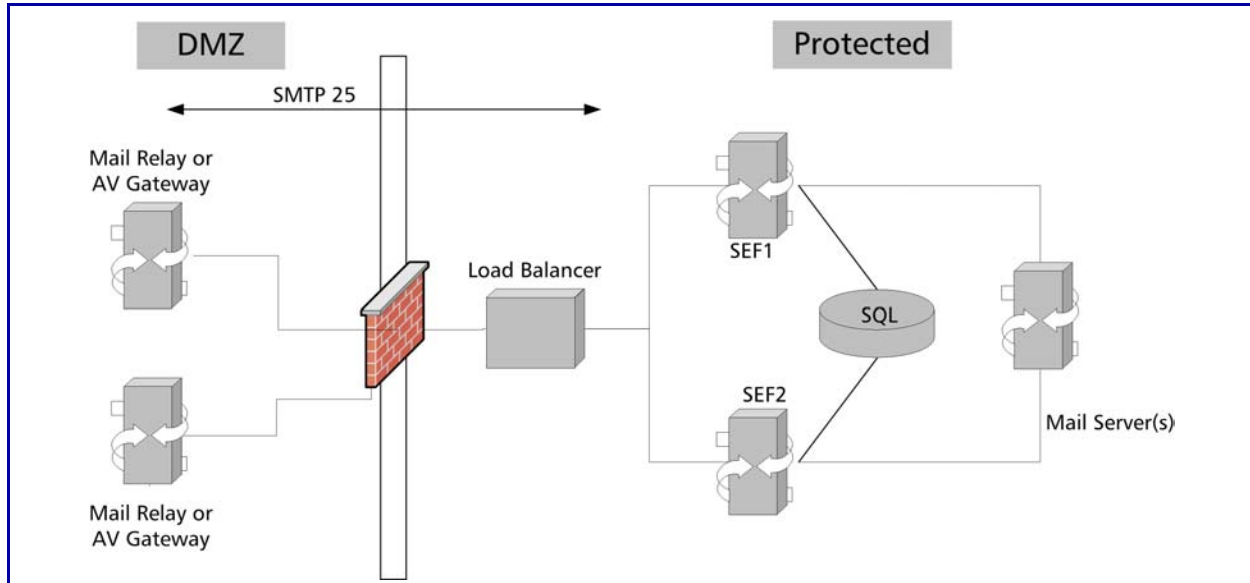 DMZ
Protected
SMTP 25
Mail Relay or
AV Gateway
Load Balancer
SEF1
SQL
SEF2
Mail Server(s)
Mail Relay or
AV Gateway